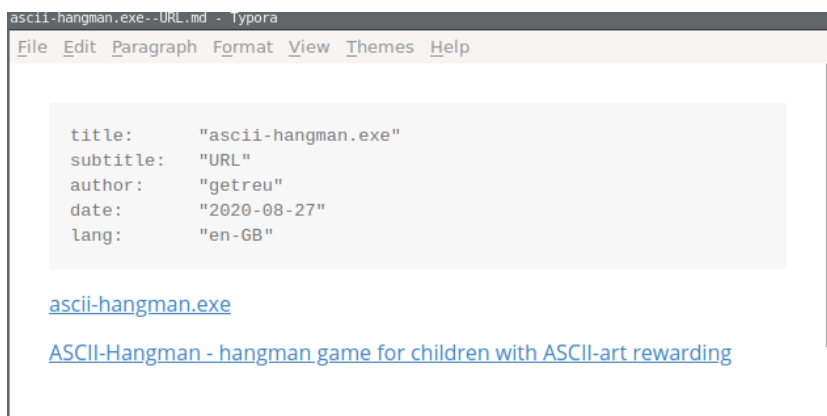 ascii-hangman.exe--URL.md - Typora
File Edit Paragraph Format View Themes Help
title: "ascii-hangman.exe"
subtitle: "URL"
author: "getreu"
date: "2020-08-27"
lang: "en-GB"
ascii-hangman.exe
ASCII-Hangman - hangman game for children with ASCII-art rewarding